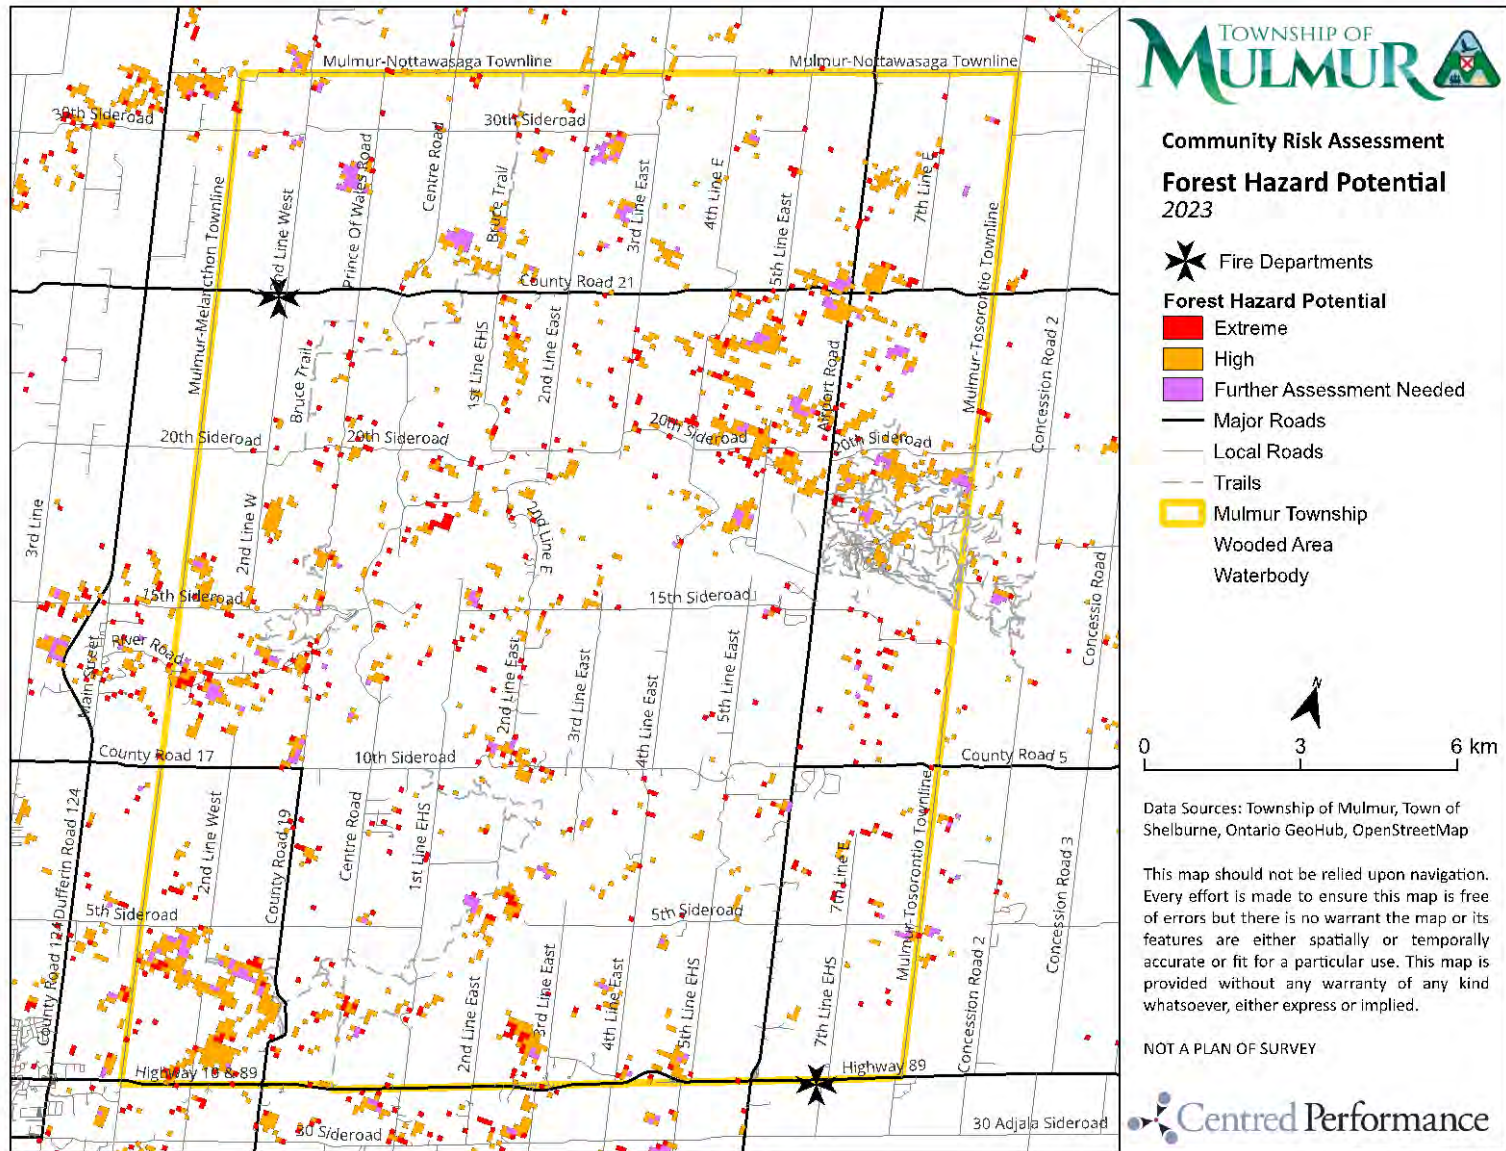 Mulmur-Nottawasaga Townline
Mulmur-Nottawasaga Townline
30th Sideroad
30th Sideroad
Mulmur-Melancthon Townline
2nd Line West
Prince Of Wales Road
Centre Road
Bruce Trail
3rd Line East
4th Line E
5th Line East
7th Line E
Mulmur-Tosorontio Townline
County Road 21
Bruce Trail
1st Line EHS
2nd Line East
Airport Road
Concession Road 2
20th Sideroad
20th Sideroad
20th Sideroad
20th Sideroad
3rd Line
2nd Line W
2nd Line E
15th Sideroad
15th Sideroad
Concessio Road
River Road
Main Street
2nd Line East
3rd Line East
4th Line East
5th Line East
County Road 17
10th Sideroad
County Road 5
County Road 124 Dufferin Road 124
2nd Line West
County Road 19
Centre Road
1st Line EHS
7th Line E
Mulmur-Tosorontio Townline
Concession Road 3
5th Sideroad
5th Sideroad
2nd Line East
3rd Line East
4th Line East
5th Line EHS
7th Line EHS
Concession Road 2
Highway 10 & 89
Highway 89
30 Sideroad
30 Adjala Sideroad
TOWNSHIP OF
MULMUR
Community Risk Assessment
Forest Hazard Potential
2023
Fire Departments
Forest Hazard Potential
Extreme
High
Further Assessment Needed
Major Roads
Local Roads
Trails
Mulmur Township
Wooded Area
Waterbody
N
0 3 6 km
Data Sources: Township of Mulmur, Town of
Shelburne, Ontario GeoHub, OpenStreetMap
This map should not be relied upon navigation.
Every effort is made to ensure this map is free
of errors but there is no warrant the map or its
features are either spatially or temporally
accurate or fit for a particular use. This map is
provided without any warranty of any kind
whatsoever, either express or implied.
NOT A PLAN OF SURVEY
Centred Performance